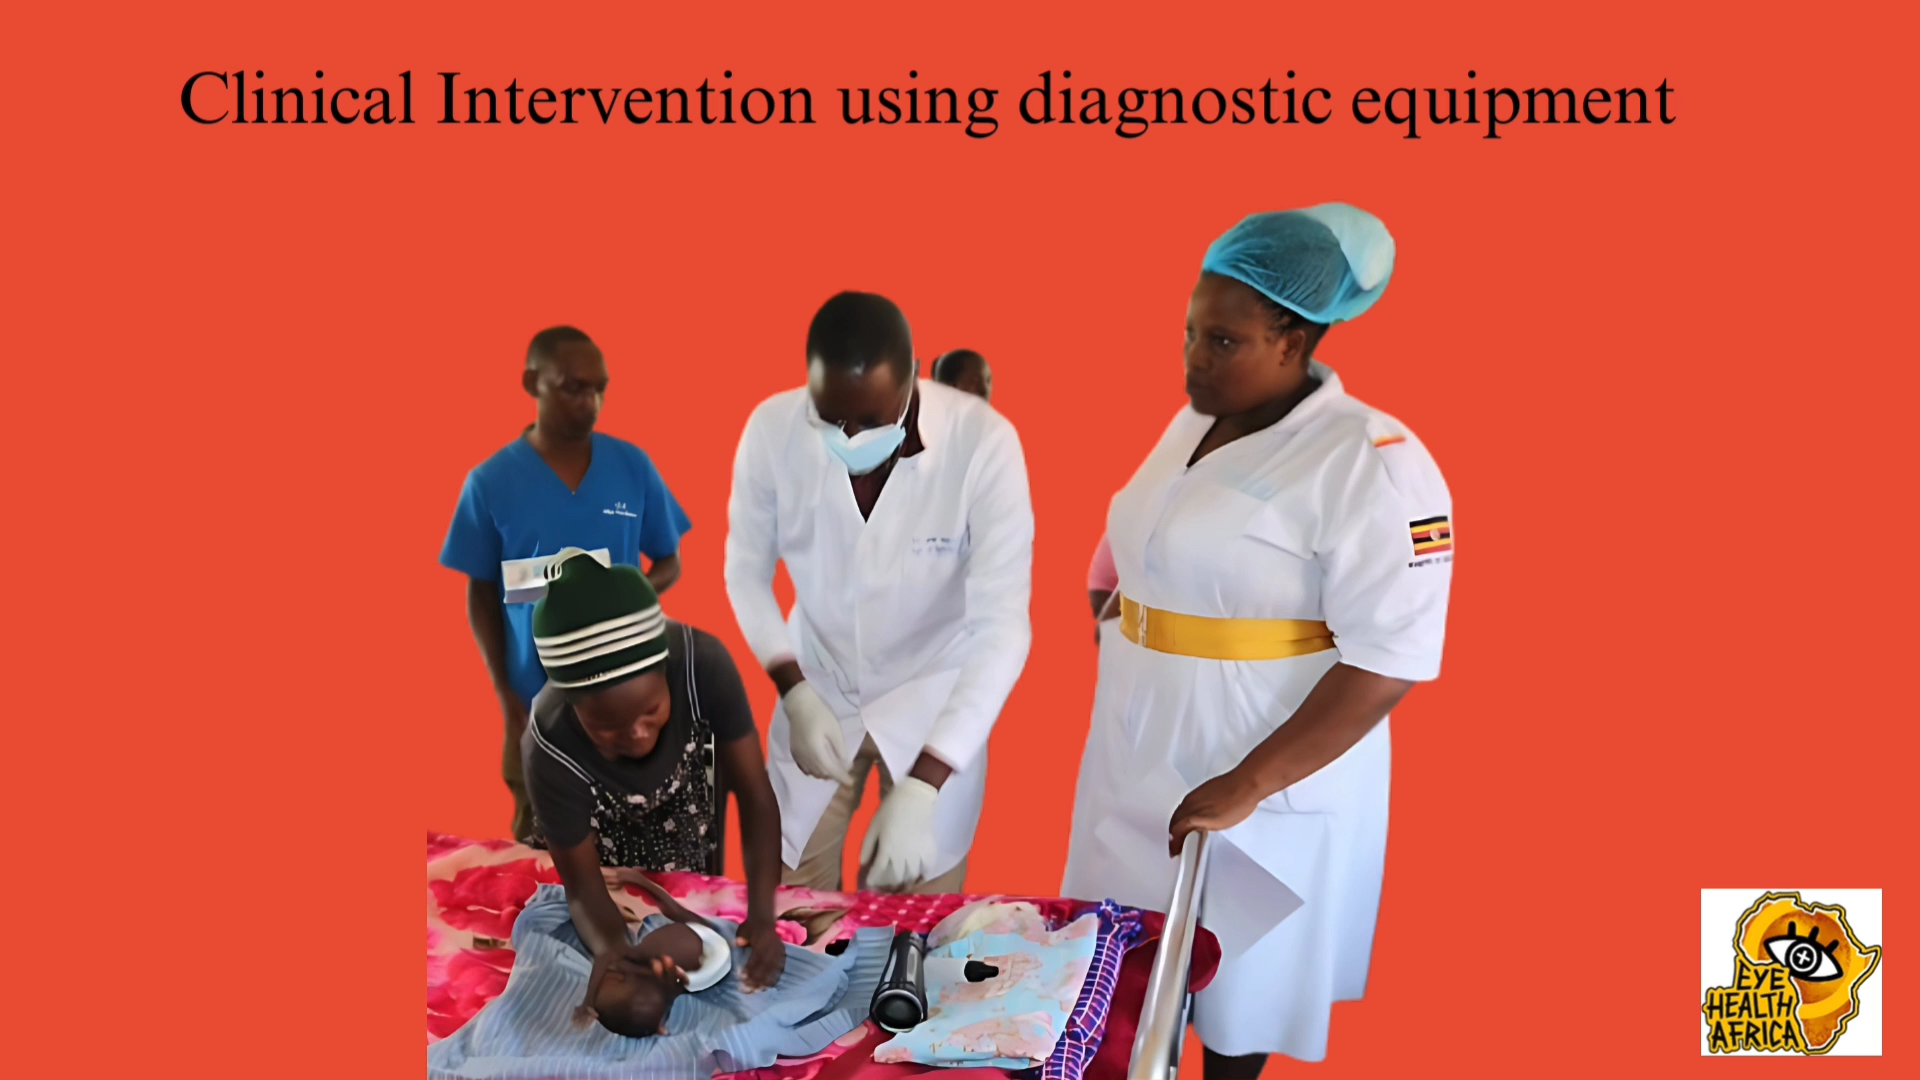 Clinical Intervention using diagnostic equipment
EYE
HEALTH
AFRICA